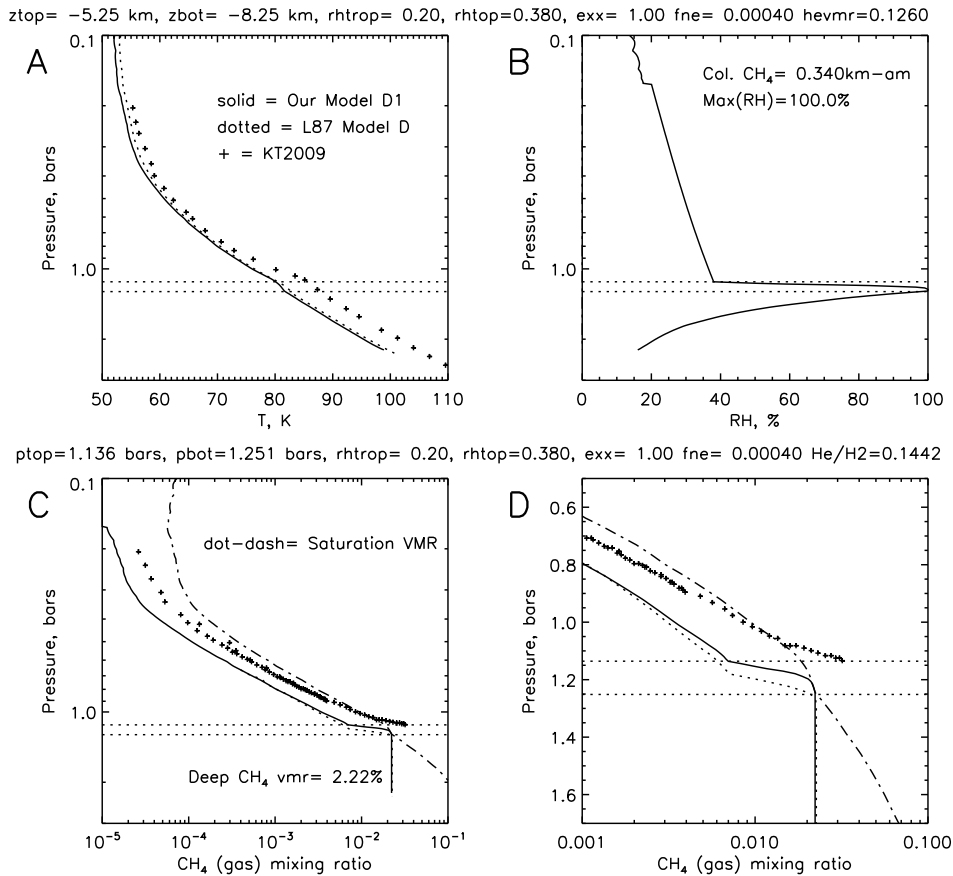 ztop= −5.25 km, zbot= −8.25 km, rhtrop= 0.20, rhtop=0.380, exx= 1.00 fne= 0.00040 hevmr=0.1260
A
solid = Our Model D1
dotted = L87 Model D
+ = KT2009
Pressure, bars
0.1
1.0
50 60 70 80 90 100 110
T, K
B
Col. CH₄= 0.340km−am
Max(RH)=100.0%
Pressure, bars
0.1
1.0
0 20 40 60 80 100
RH, %
ptop=1.136 bars, pbot=1.251 bars, rhtrop= 0.20, rhtop=0.380, exx= 1.00 fne= 0.00040 He/H2=0.1442
C
dot−dash= Saturation VMR
Deep CH₄ vmr= 2.22%
Pressure, bars
0.1
1.0
10⁻⁵ 10⁻⁴ 10⁻³ 10⁻² 10⁻¹
CH₄ (gas) mixing ratio
D
Pressure, bars
0.6
0.8
1.0
1.2
1.4
1.6
0.001 0.010 0.100
CH₄ (gas) mixing ratio